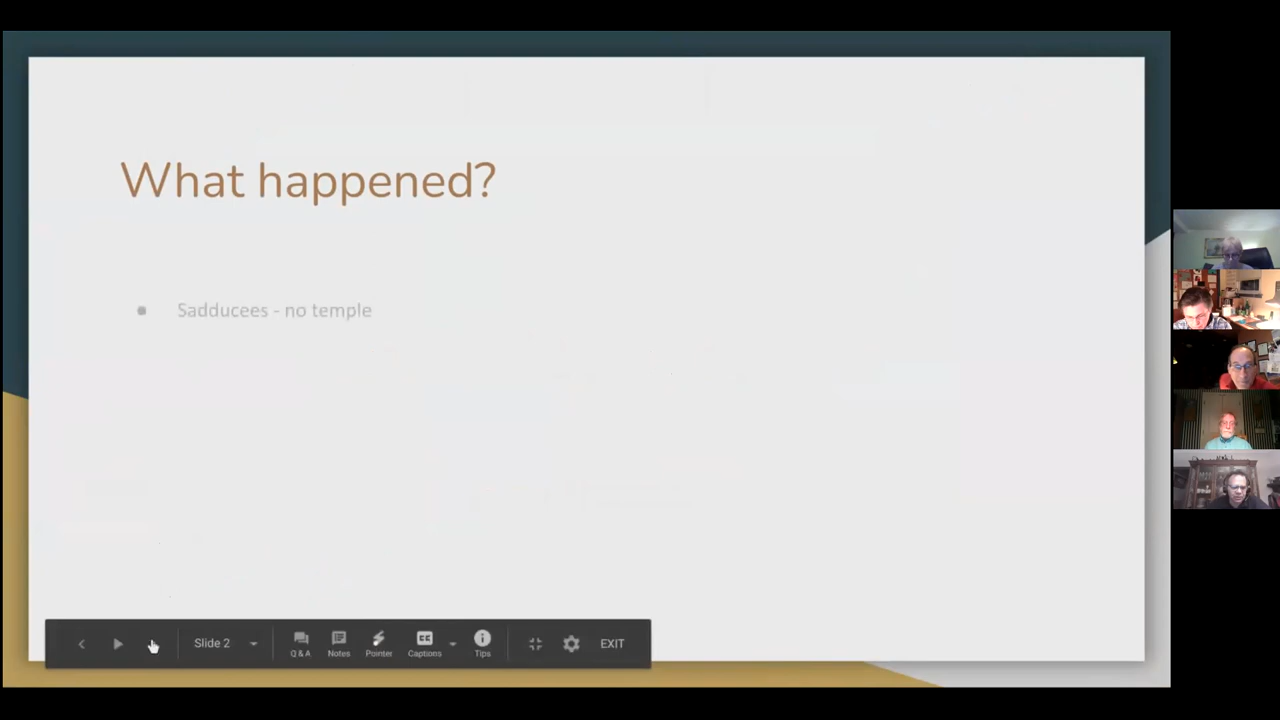 What happened?
● Sadducees - no temple
Slide 2
Q & A
Notes
Pointer
Captions
Tips
EXIT